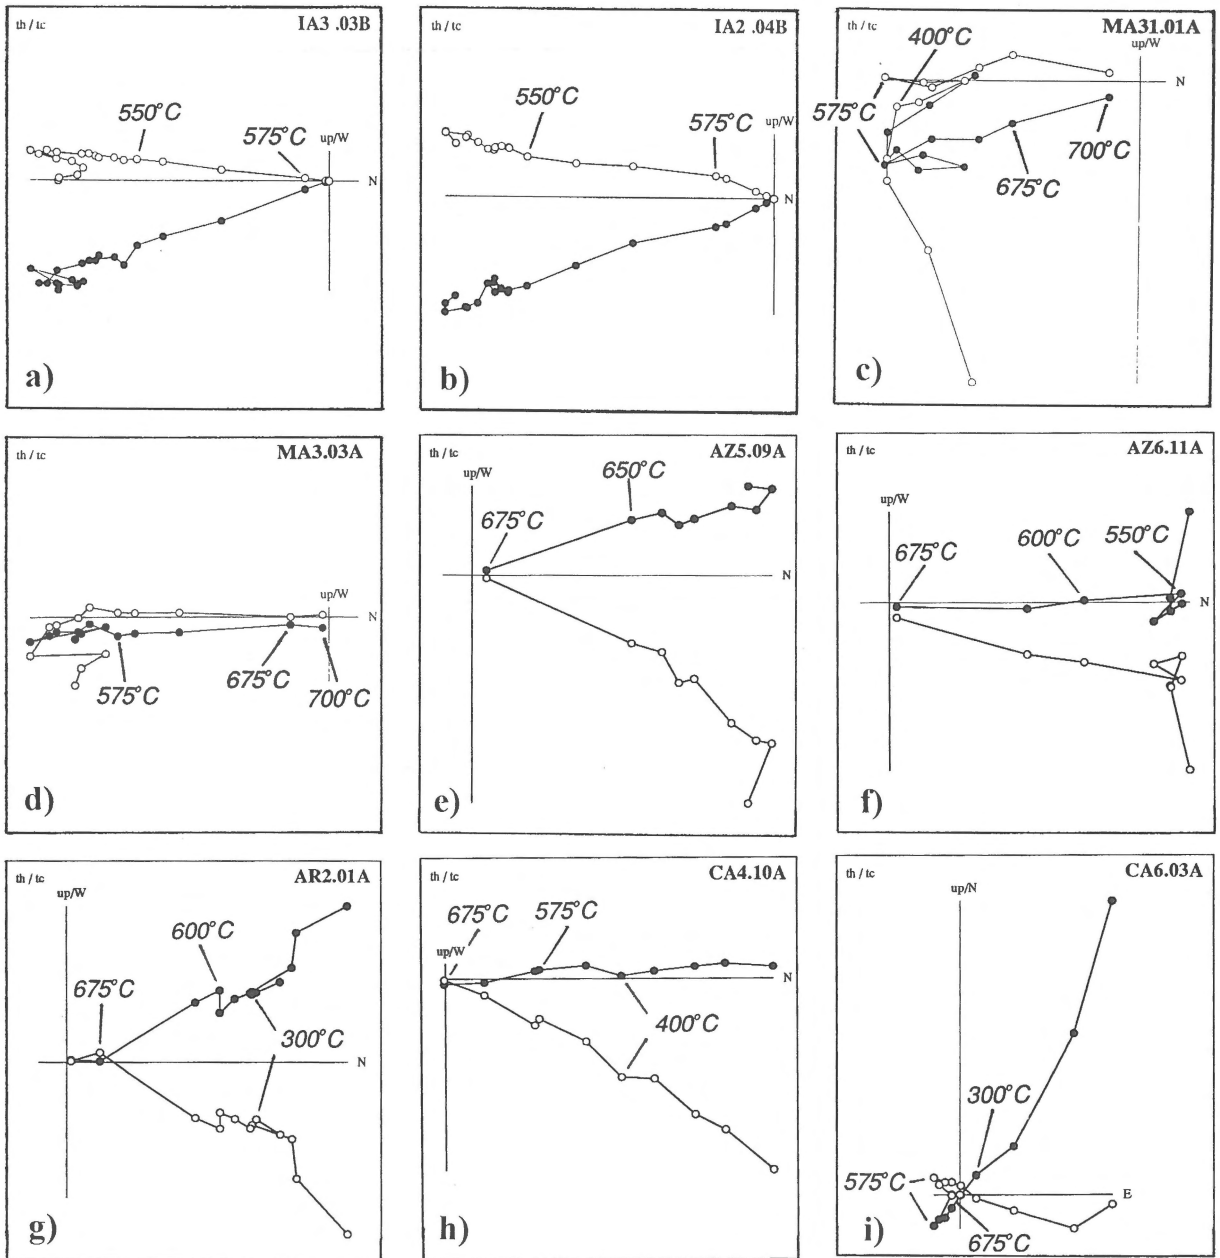 th / tc
IA3 .03B
550°C
575°C
up/W
N
a)
th / tc
IA2 .04B
550°C
575°C
up/W
N
b)
th / tc
MA31.01A
400°C
up/W
N
575°C
700°C
675°C
c)
th / tc
MA3.03A
up/W
N
575°C
675°C
700°C
d)
th / tc
AZ5.09A
up/W
650°C
675°C
N
e)
th / tc
AZ6.11A
up/W
675°C
600°C
550°C
N
f)
th / tc
AR2.01A
up/W
600°C
675°C
300°C
N
g)
th / tc
CA4.10A
675°C
575°C
up/W
N
400°C
h)
th / tc
CA6.03A
up/N
300°C
575°C
E
675°C
i)